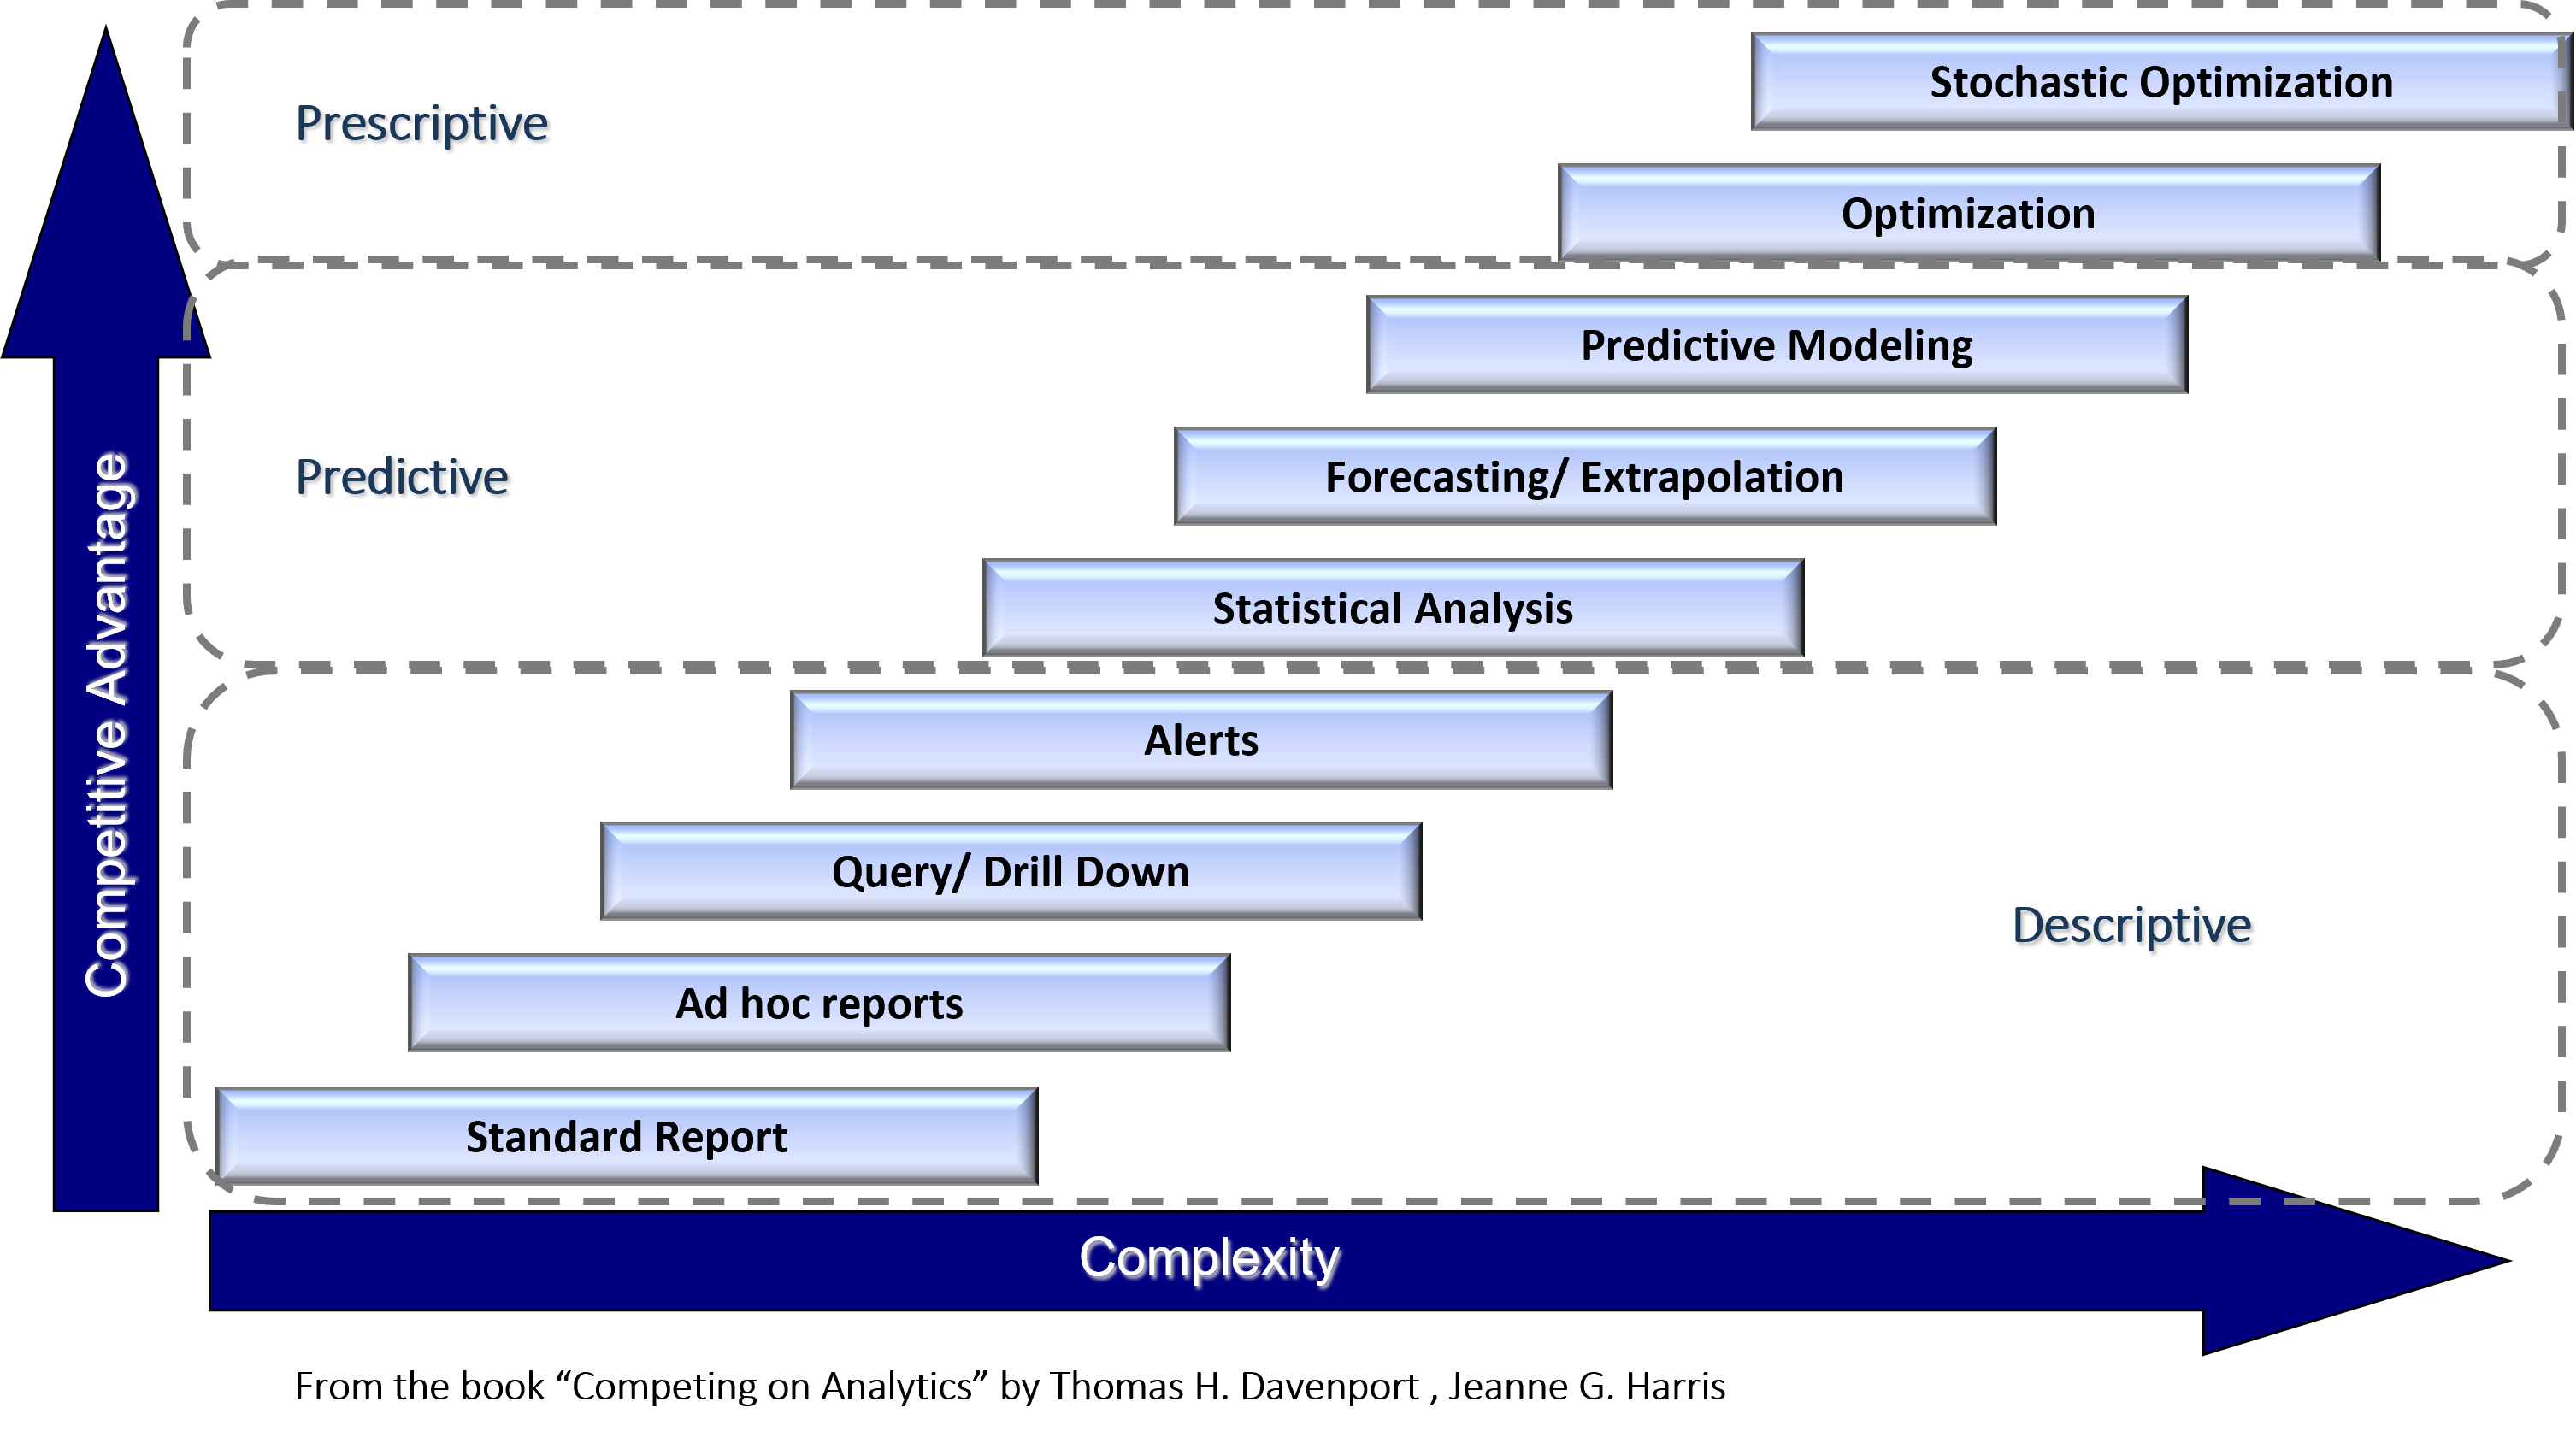 Stochastic Optimization
Prescriptive
Optimization
Predictive Modeling
Predictive
Forecasting/ Extrapolation
Statistical Analysis
Competitive Advantage
Alerts
Query/ Drill Down
Descriptive
Ad hoc reports
Standard Report
Complexity
From the book “Competing on Analytics” by Thomas H. Davenport , Jeanne G. Harris